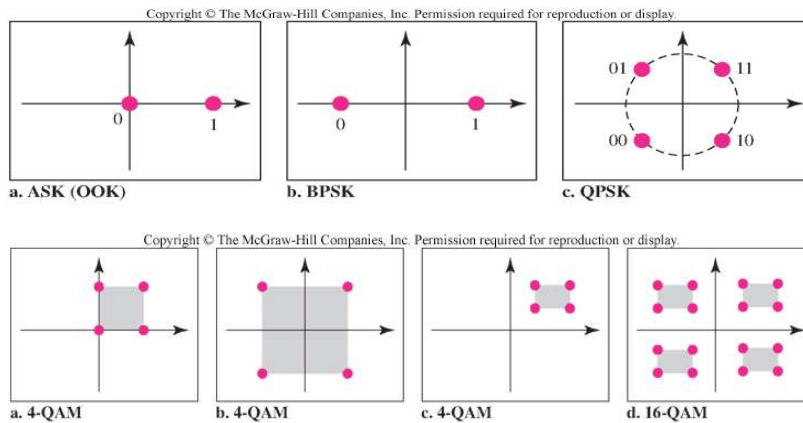 Copyright © The McGraw-Hill Companies, Inc. Permission required for reproduction or display.
01 11
0 1 0 1 00 10
a. ASK (OOK) b. BPSK c. QPSK
Copyright © The McGraw-Hill Companies, Inc. Permission required for reproduction or display.
a. 4-QAM b. 4-QAM c. 4-QAM d. 16-QAM